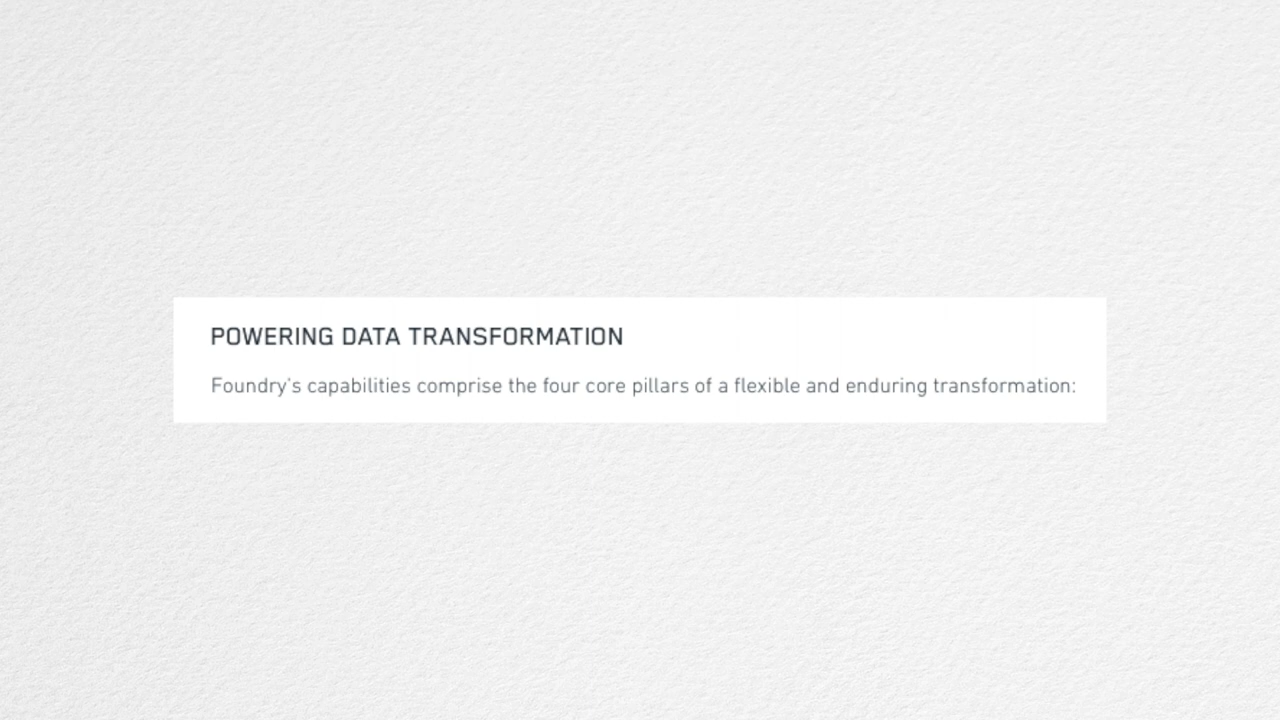 POWERING DATA TRANSFORMATION
Foundry's capabilities comprise the four core pillars of a flexible and enduring transformation: